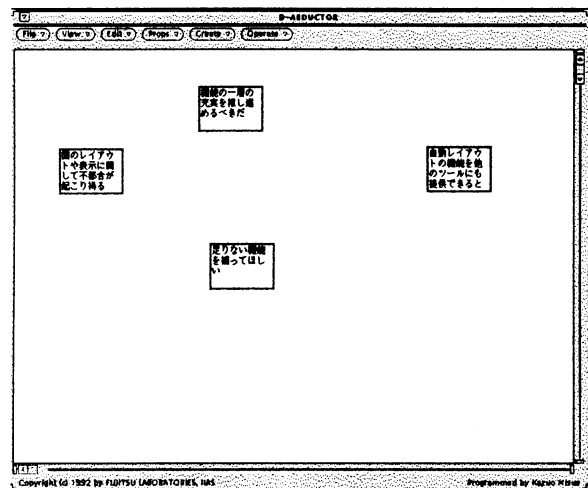 D-ABDUCTOR
File View Edit Props Create Operate
機能の一層の
充実を推し進
めるべきだ
図のレイアウ
トや表示に関
して不都合が
起こり得る
自動レイアウ
トの機能を他
のツールにも
提供できると
足りない機能
を補ってほし
い
Copyright (c) 1992 by FUJITSU LABORATORIES, IIAS
Programmed by Kazuo Misue